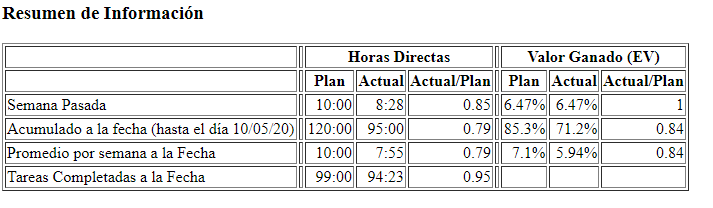 Resumen de Información
Horas Directas Valor Ganado (EV)
Plan Actual Actual/Plan Plan Actual Actual/Plan
Semana Pasada 10:00 8:28 0.85 6.47% 6.47% 1
Acumulado a la fecha (hasta el día 10/05/20) 120:00 95:00 0.79 85.3% 71.2% 0.84
Promedio por semana a la Fecha 10:00 7:55 0.79 7.1% 5.94% 0.84
Tareas Completadas a la Fecha 99:00 94:23 0.95